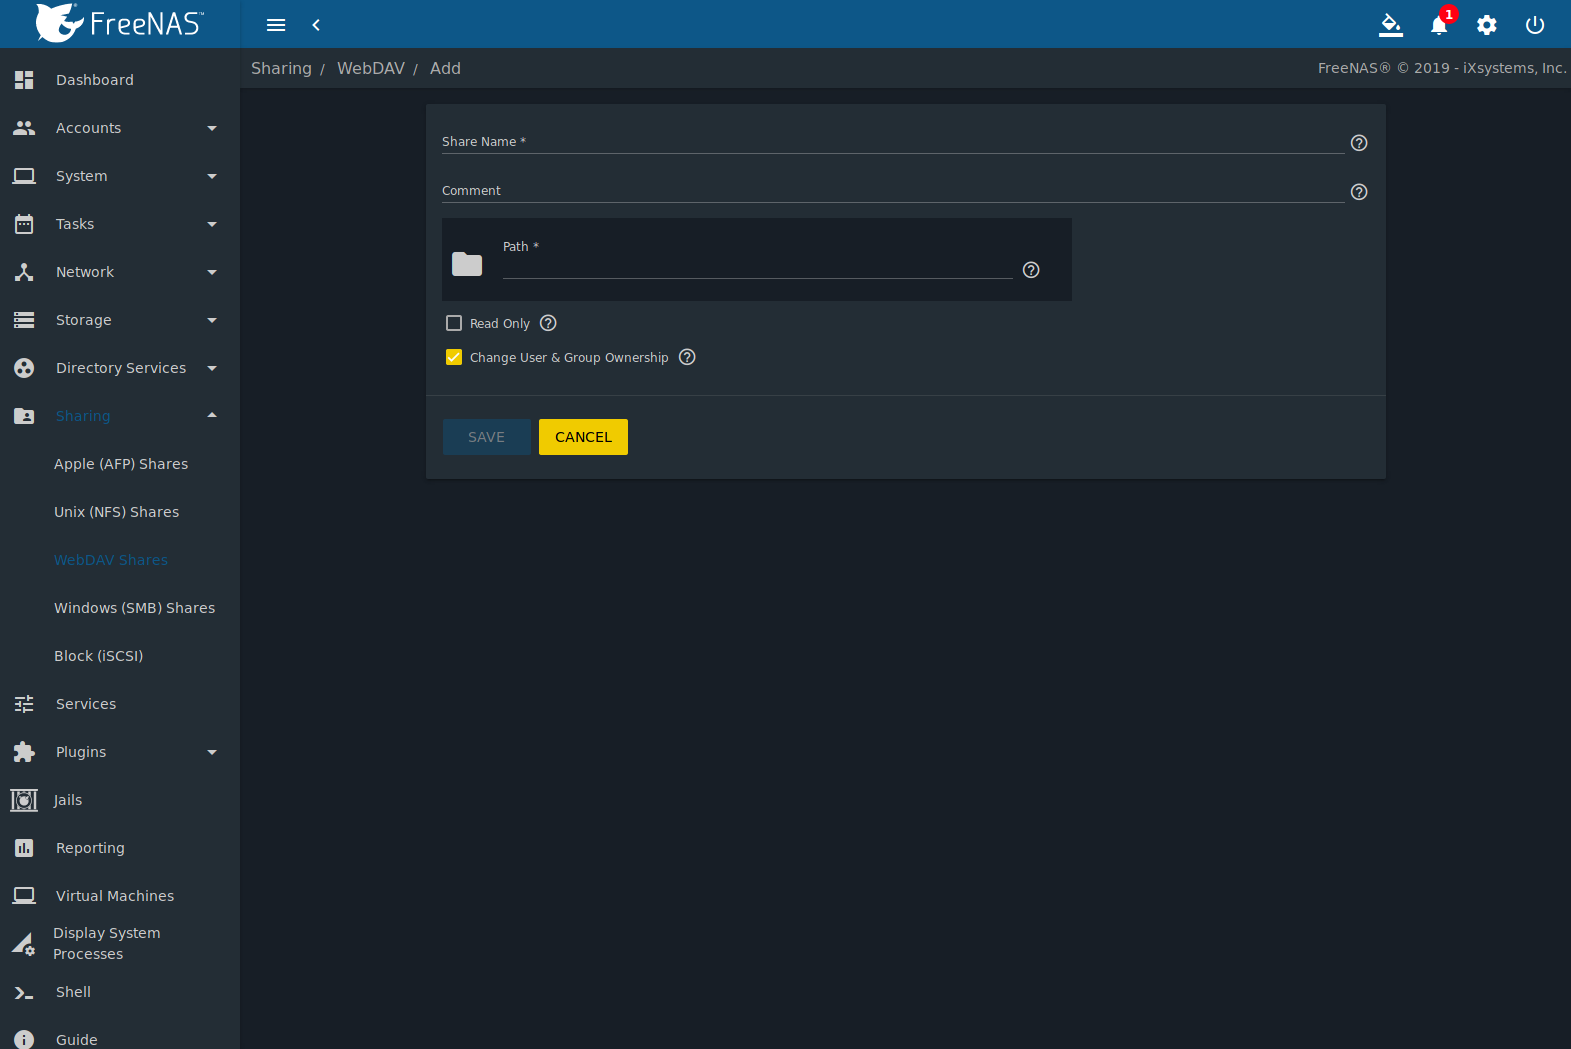 FreeNAS™
1
Sharing / WebDAV / Add
FreeNAS® © 2019 - iXsystems, Inc.
Dashboard
Accounts
System
Tasks
Network
Storage
Directory Services
Sharing
Apple (AFP) Shares
Unix (NFS) Shares
WebDAV Shares
Windows (SMB) Shares
Block (iSCSI)
Services
Plugins
Jails
Reporting
Virtual Machines
Display System
Processes
Shell
Guide
Share Name *
Comment
Path *
Read Only
Change User & Group Ownership
SAVE CANCEL